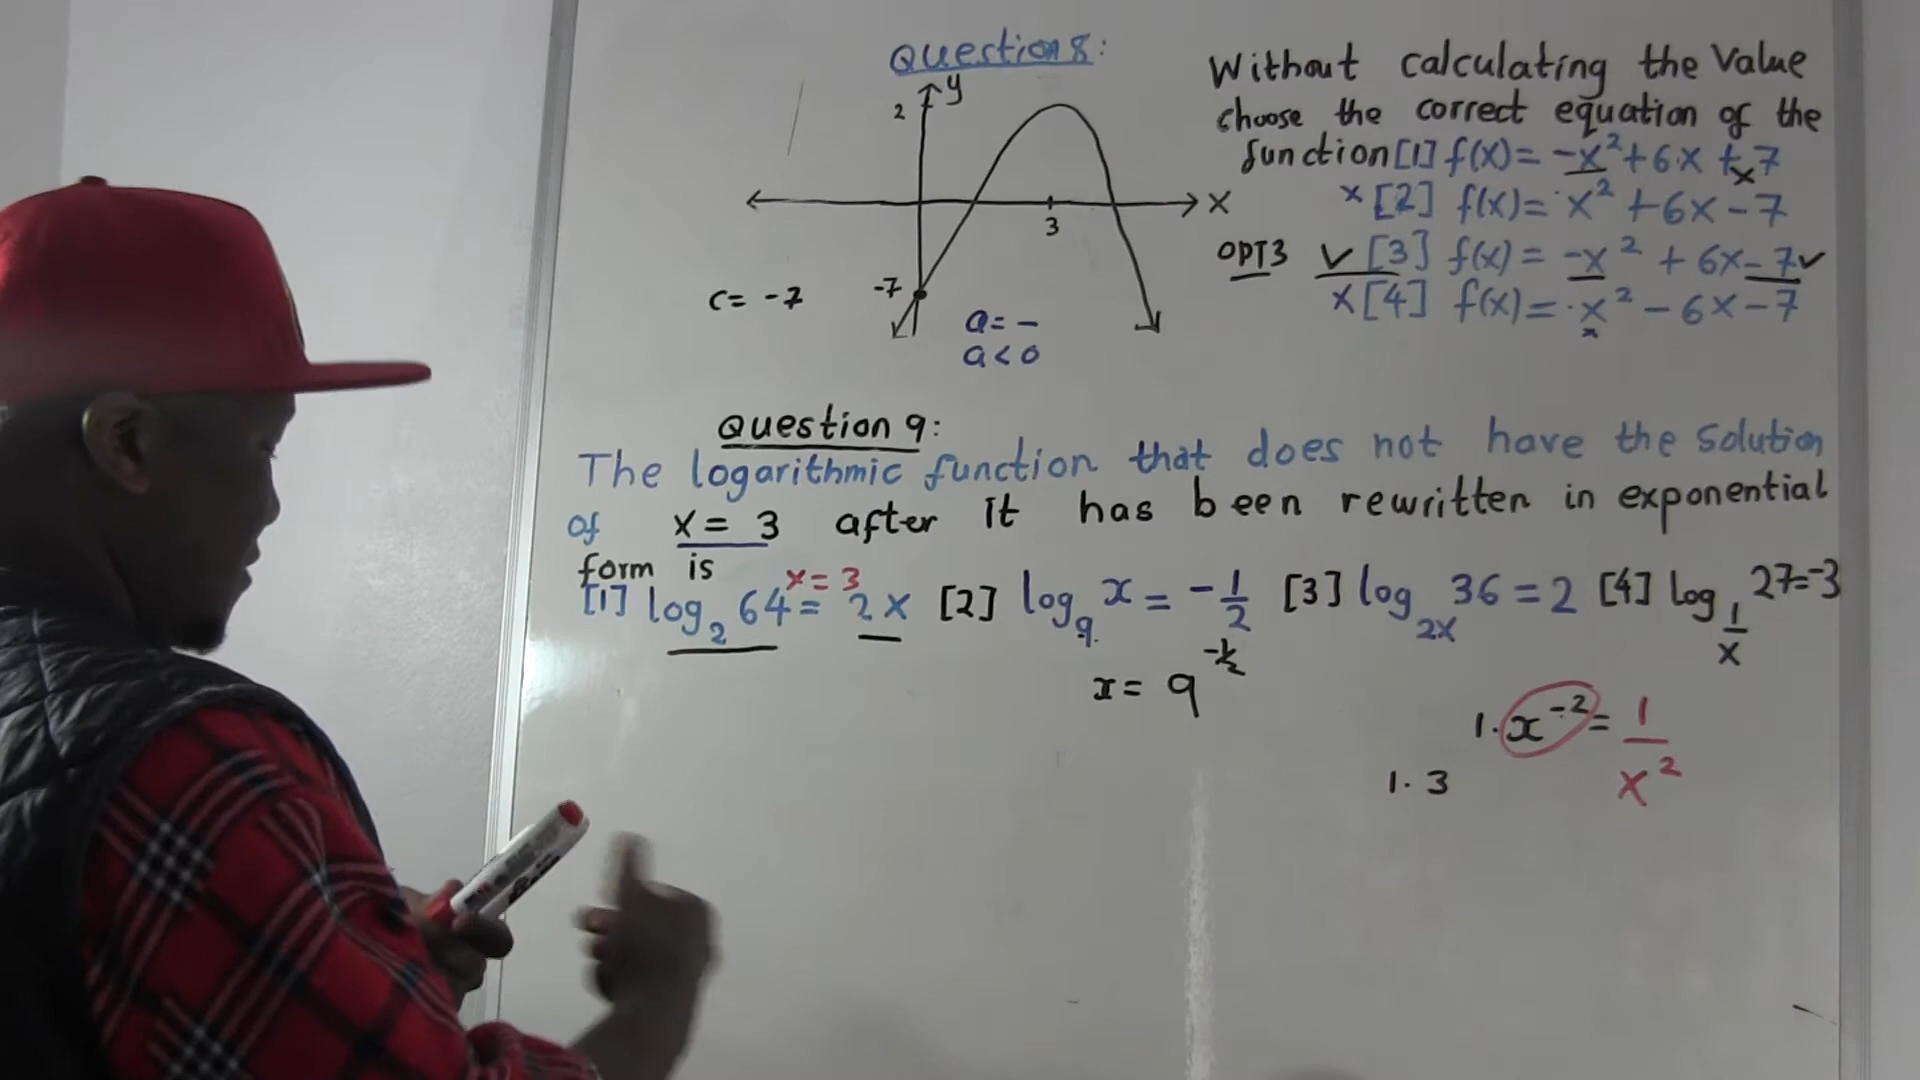 Question 8:
y
2
x
3
-7
c = -7
a = -
a < 0
Without calculating the Value
choose the correct equation of the
function [1] f(x) = -x² + 6x + x 7
x [2] f(x) = x² + 6x - 7
OPT3 ✓ [3] f(x) = -x² + 6x - 7 ✓
x [4] f(x) = x² - 6x - 7
x
Question 9:
The logarithmic function that does not have the Solution
of x = 3 after it has been rewritten in exponential
form is
x = 3
[1] log₂ 64 = 2x [2] log₉ x = -1/2 [3] log₂ₓ 36 = 2 [4] log 1/x 27 = -3
x = 9^-½
1. x⁻² = 1/x²
1. 3